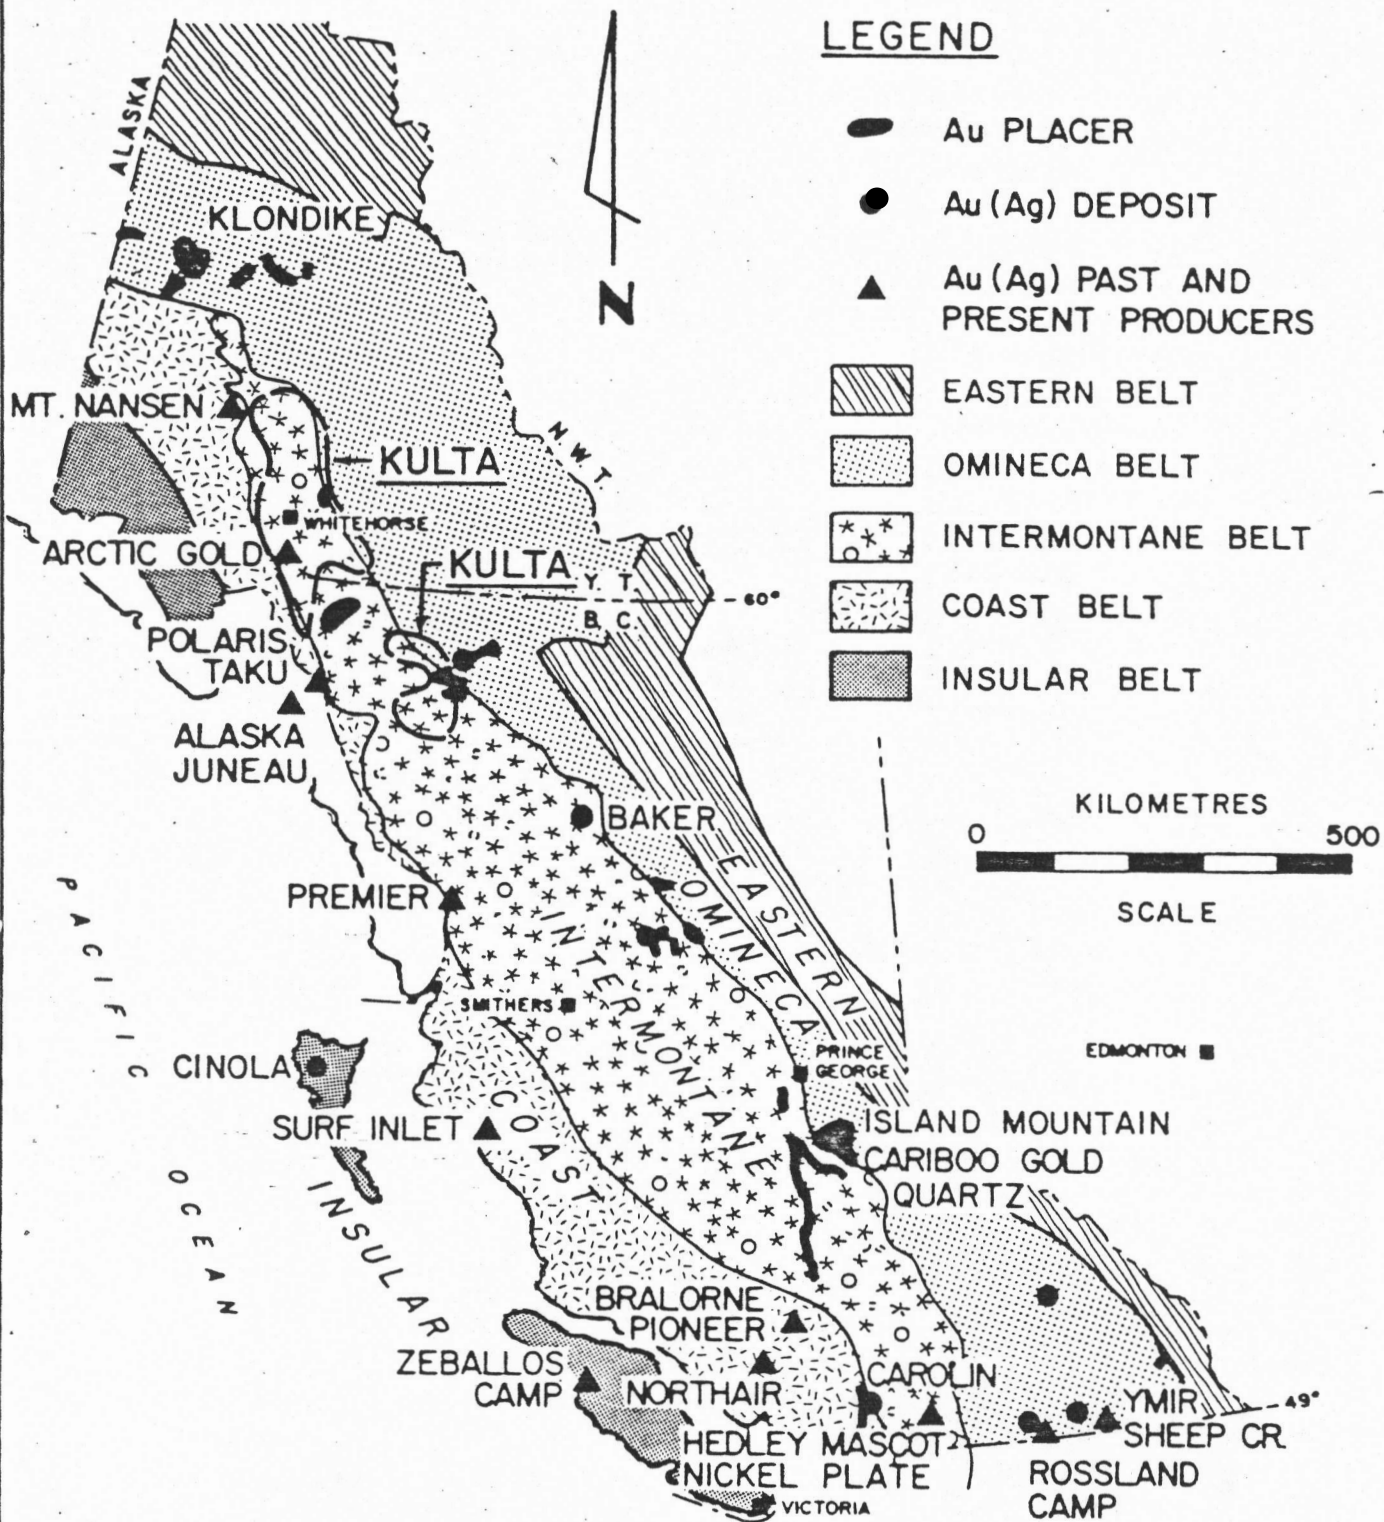 LEGEND
Au PLACER
Au (Ag) DEPOSIT
Au (Ag) PAST AND
PRESENT PRODUCERS
EASTERN BELT
OMINECA BELT
INTERMONTANE BELT
COAST BELT
INSULAR BELT
KILOMETRES
0 500
SCALE
N
ALASKA
KLONDIKE
MT. NANSEN
KULTA
N W T
WHITEHORSE
ARCTIC GOLD
KULTA
Y. T.
60°
B. C.
POLARIS
TAKU
ALASKA
JUNEAU
BAKER
PREMIER
EASTERN
OMINECA
INTERMONTANE
SMITHERS
PACIFIC
OCEAN
CINOLA
PRINCE
GEORGE
EDMONTON
SURF INLET
COAST
INSULAR
ISLAND MOUNTAIN
CARIBOO GOLD
QUARTZ
BRALORNE
PIONEER
ZEBALLOS
CAMP
NORTHAIR
CAROLIN
49°
YMIR
SHEEP CR.
HEDLEY MASCOT
NICKEL PLATE
ROSSLAND
CAMP
VICTORIA